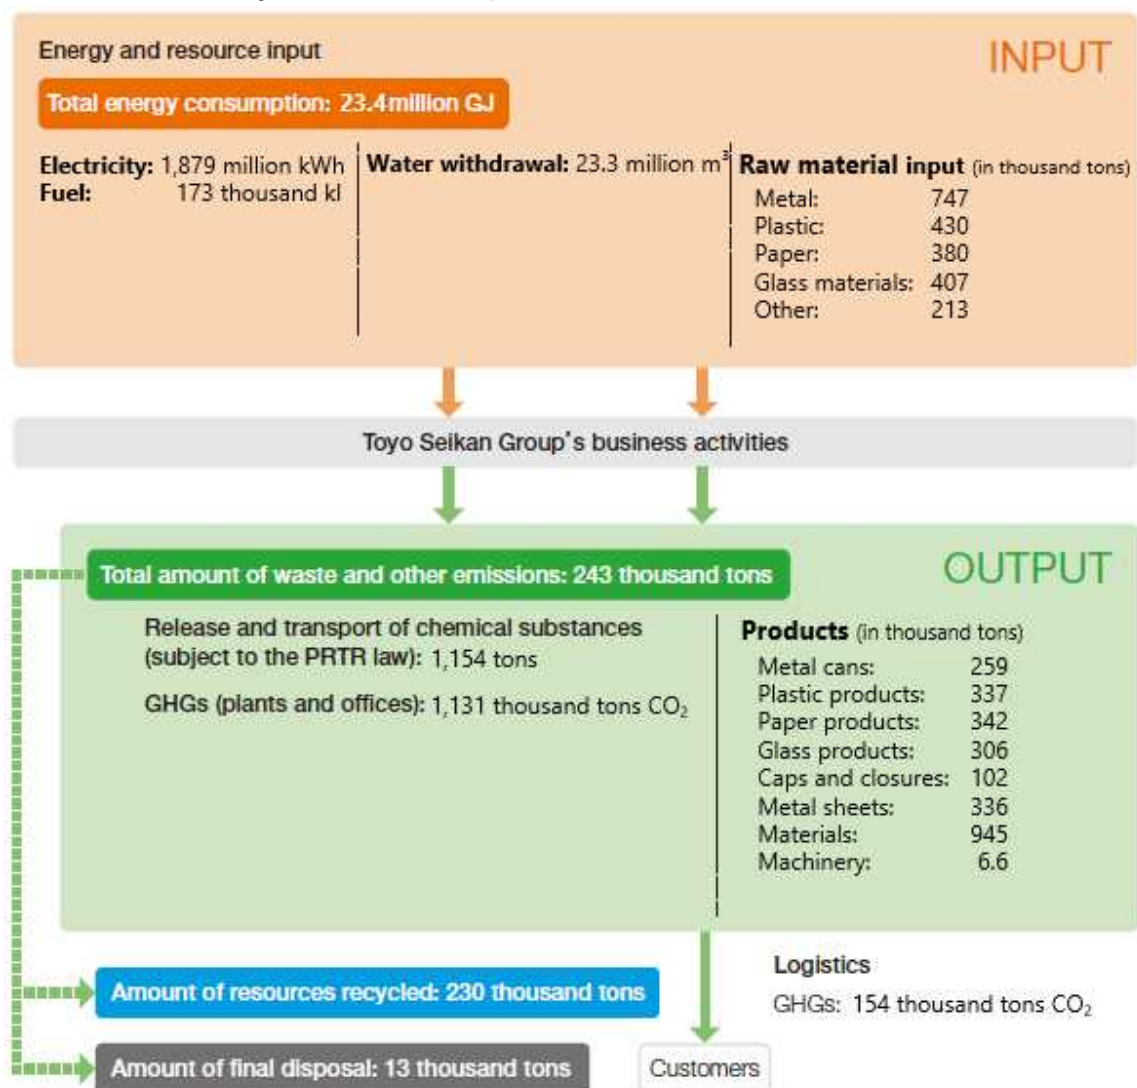 Energy and resource input
INPUT
Total energy consumption: 23.4million GJ
Electricity: 1,879 million kWh
Fuel: 173 thousand kl
Water withdrawal: 23.3 million m³
Raw material input (in thousand tons)
Metal: 747
Plastic: 430
Paper: 380
Glass materials: 407
Other: 213
Toyo Seikan Group's business activities
OUTPUT
Total amount of waste and other emissions: 243 thousand tons
Release and transport of chemical substances
(subject to the PRTR law): 1,154 tons
GHGs (plants and offices): 1,131 thousand tons CO₂
Products (in thousand tons)
Metal cans: 259
Plastic products: 337
Paper products: 342
Glass products: 306
Caps and closures: 102
Metal sheets: 336
Materials: 945
Machinery: 6.6
Logistics
GHGs: 154 thousand tons CO₂
Amount of resources recycled: 230 thousand tons
Amount of final disposal: 13 thousand tons
Customers